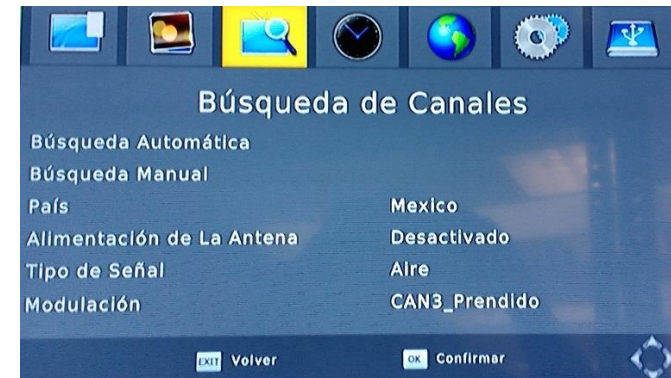 Búsqueda de Canales
Búsqueda Automática
Búsqueda Manual
País Mexico
Alimentación de La Antena Desactivado
Tipo de Señal Aire
Modulación CAN3_Prendido
EXIT Volver OK Confirmar